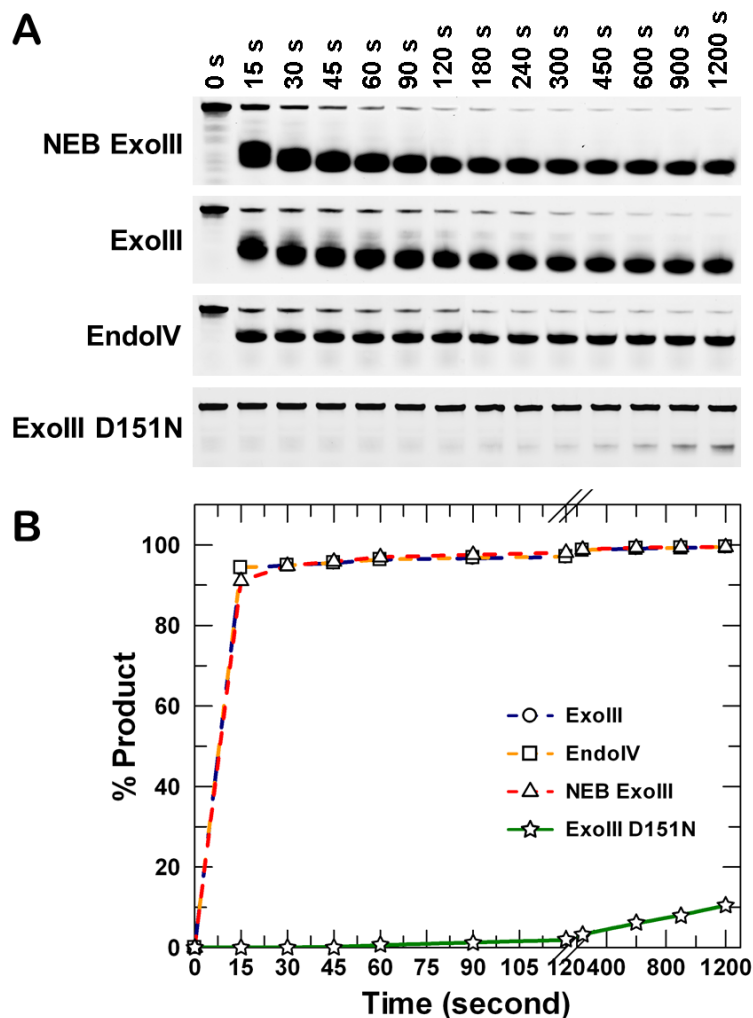 A
0 s 15 s 30 s 45 s 60 s 90 s 120 s 180 s 240 s 300 s 450 s 600 s 900 s 1200 s
NEB ExoIII
ExoIII
EndoIV
ExoIII D151N
B
100
80
60
40
20
0
% Product
ExoIII
EndoIV
NEB ExoIII
ExoIII D151N
0 15 30 45 60 75 90 105 120 400 800 1200
Time (second)